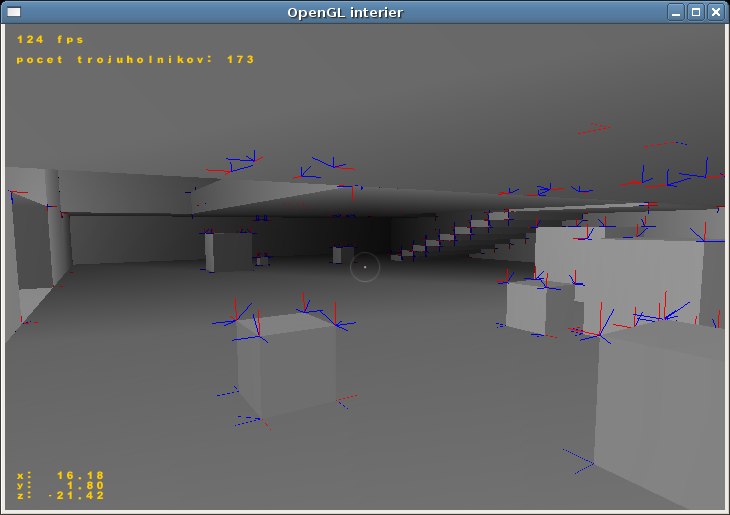 OpenGL interier
124 fps
pocet trojuholnikov: 173
x: 16.18
y: 1.80
z: -21.42